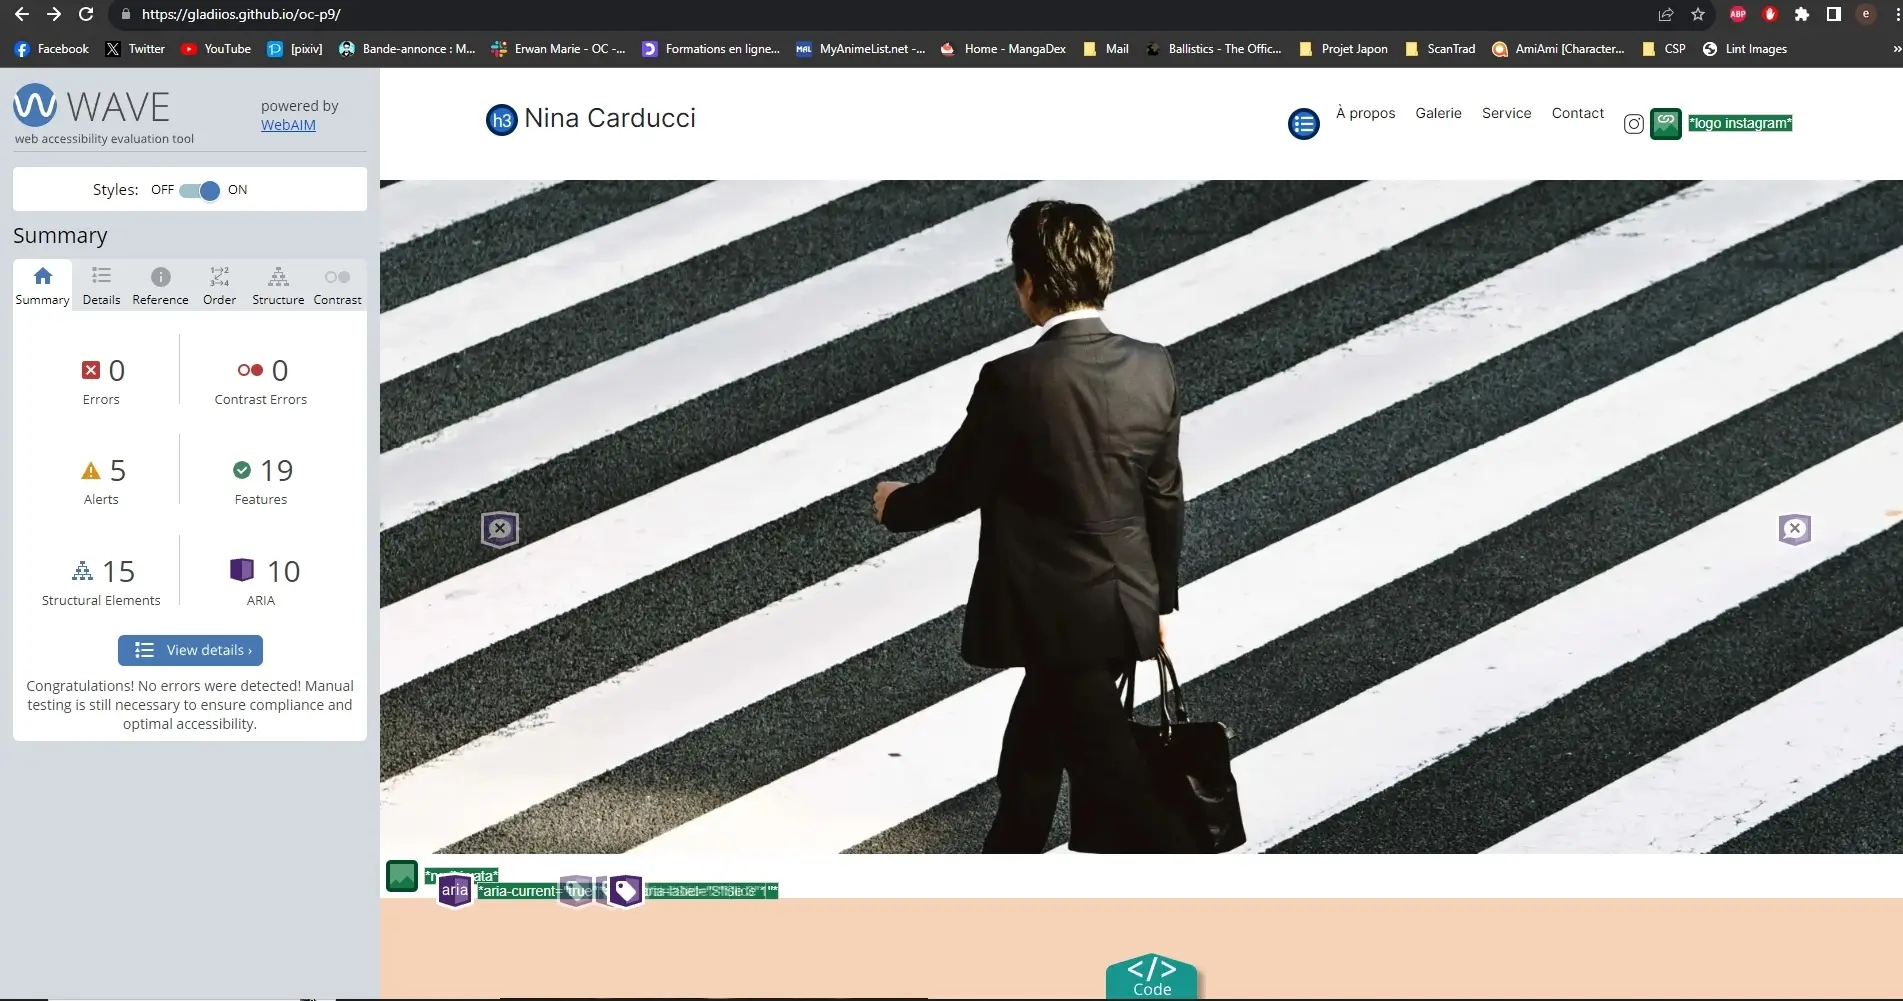 https://gladiios.github.io/oc-p9/
ABP
e
Facebook
Twitter
YouTube
[pixiv]
Bande-annonce : M...
Erwan Marie - OC -...
Formations en ligne...
MAL
MyAnimeList.net -...
Home - MangaDex
Mail
Ballistics - The Offic...
Projet Japon
ScanTrad
AmiAmi [Character...
CSP
Lint Images
»
WAVE
web accessibility evaluation tool
powered by
WebAIM
Styles: OFF ON
Summary
Summary
Details
Reference
Order
Structure
Contrast
0
Errors
0
Contrast Errors
5
Alerts
19
Features
15
Structural Elements
10
ARIA
View details ›
Congratulations! No errors were detected! Manual
testing is still necessary to ensure compliance and
optimal accessibility.
h3 Nina Carducci
À propos
Galerie
Service
Contact
*logo instagram*
aria
*aria-current="true"
</>
Code